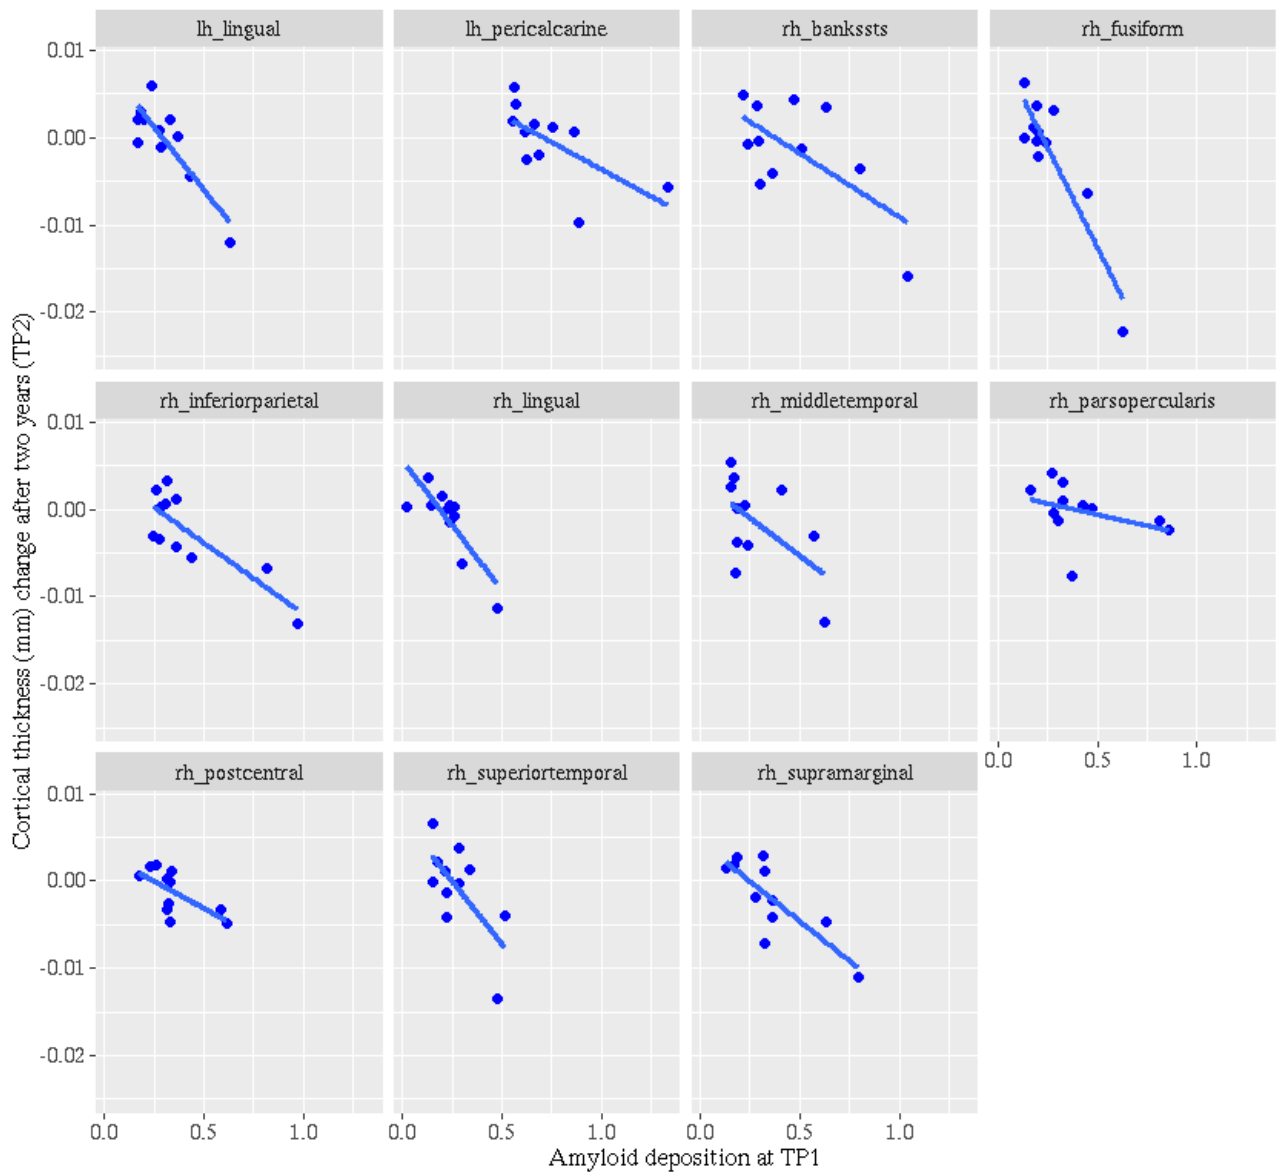 lh_lingual lh_pericalcarine rh_bankssts rh_fusiform
0.01
0.00
-0.01
-0.02
rh_inferiorparietal rh_lingual rh_middletemporal rh_parsopercularis
0.01
0.00
-0.01
-0.02
0.0 0.5 1.0
rh_postcentral rh_superiortemporal rh_supramarginal
0.01
0.00
-0.01
-0.02
0.0 0.5 1.0 0.0 0.5 1.0 0.0 0.5 1.0
Amyloid deposition at TP1
Cortical thickness (mm) change after two years (TP2)